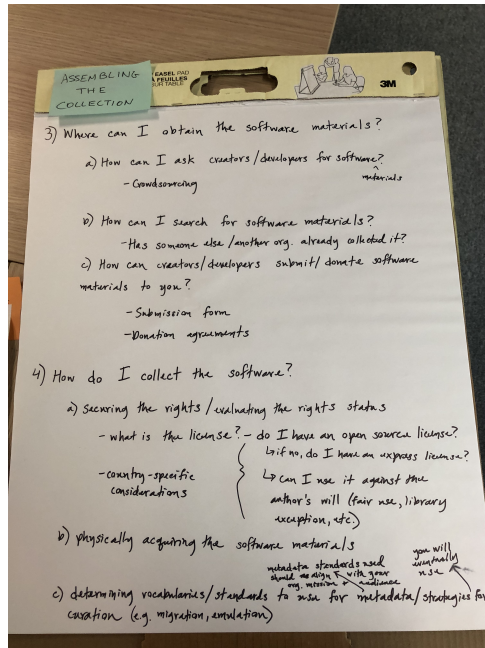 ASSEMBLING
THE
COLLECTION
EASEL PAD
FEUILLES
3M
3) Where can I obtain the software materials?
a) How can I ask creators/developers for software?
^
materials
- Crowdsourcing
b) How can I search for software materials?
- Has someone else/another org. already collected it?
c) How can creators/developers submit/donate software
materials to you?
- Submission form
- Donation agreements
4) How do I collect the software?
a) Securing the rights/evaluating the rights status
- what is the license? - do I have an open source license?
↳ if no, do I have an express license?
- country-specific
considerations
↳ can I use it against the
author's will (fair use, library
exception, etc.)
b) physically acquiring the software materials
metadata standards used
should align with your
org. mission + audience
you will
eventually
use
c) determining vocabularies/standards to use for metadata/strategies for
curation (e.g. migration, emulation)